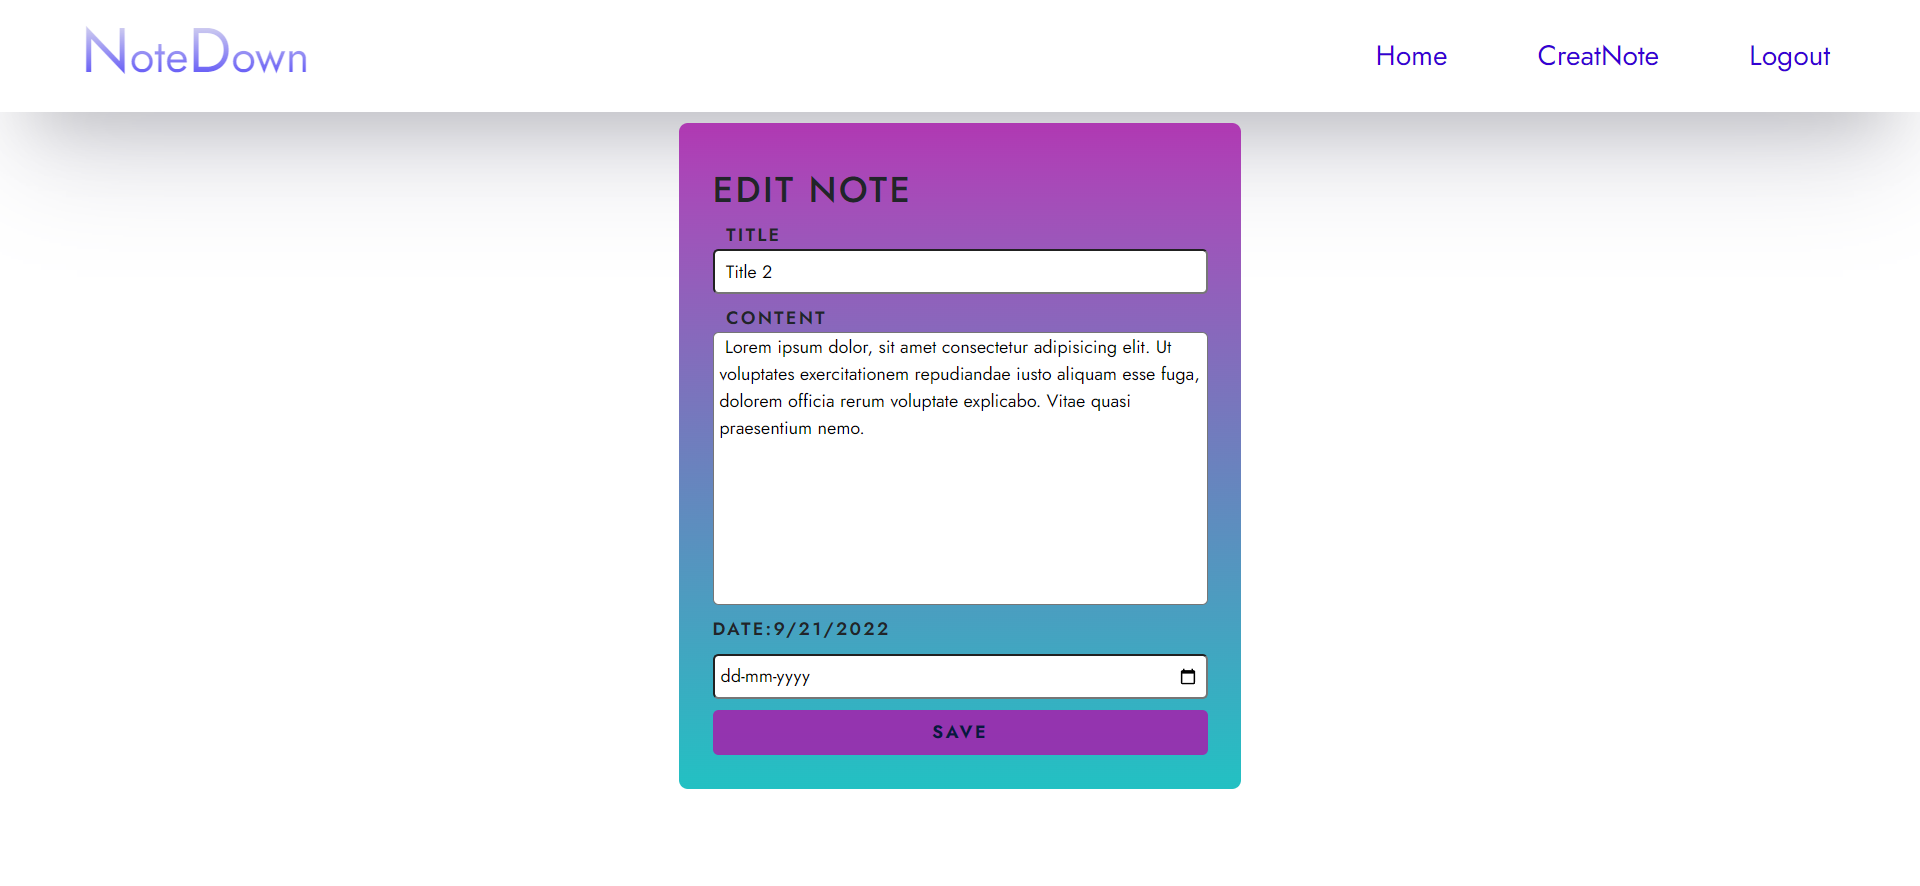 NoteDown
Home CreatNote Logout
EDIT NOTE
TITLE
Title 2
CONTENT
Lorem ipsum dolor, sit amet consectetur adipisicing elit. Ut
voluptates exercitationem repudiandae iusto aliquam esse fuga,
dolorem officia rerum voluptate explicabo. Vitae quasi
praesentium nemo.
DATE:9/21/2022
dd-mm-yyyy
SAVE